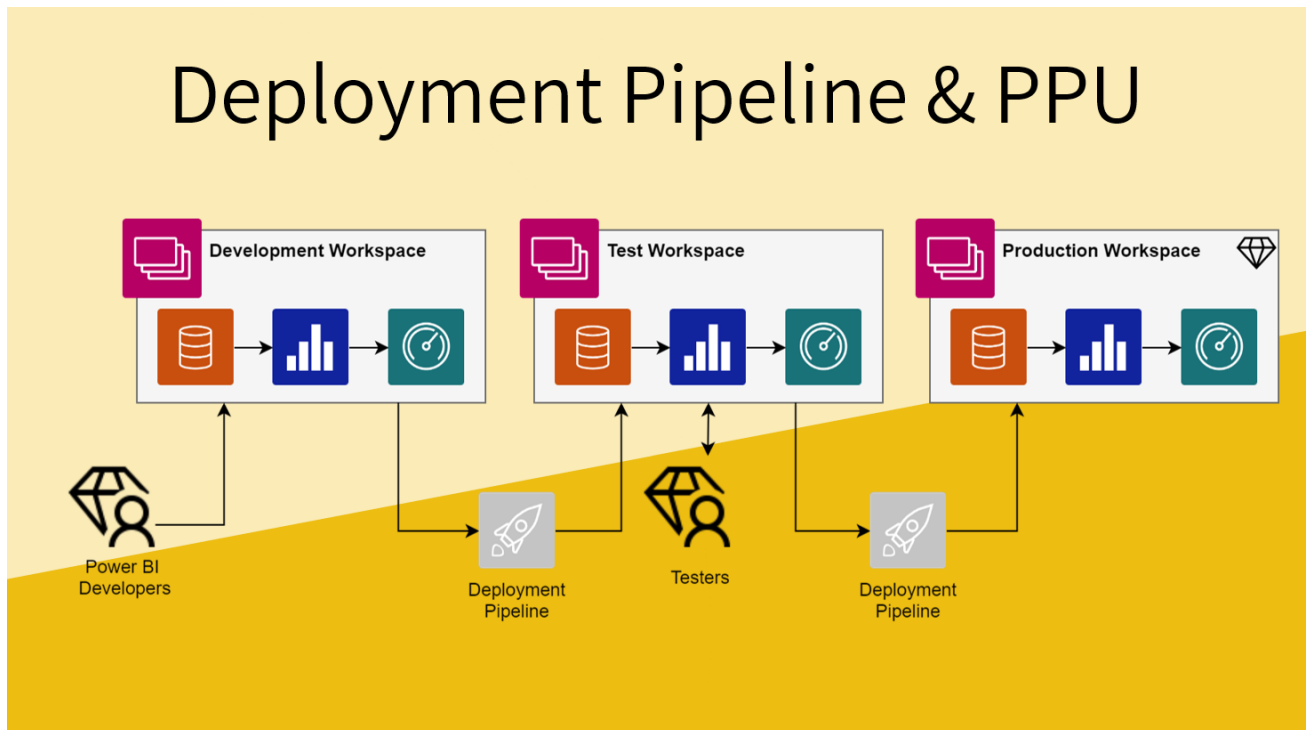 Deployment Pipeline & PPU
Development Workspace
Test Workspace
Production Workspace
Power BI
Developers
Deployment
Pipeline
Testers
Deployment
Pipeline